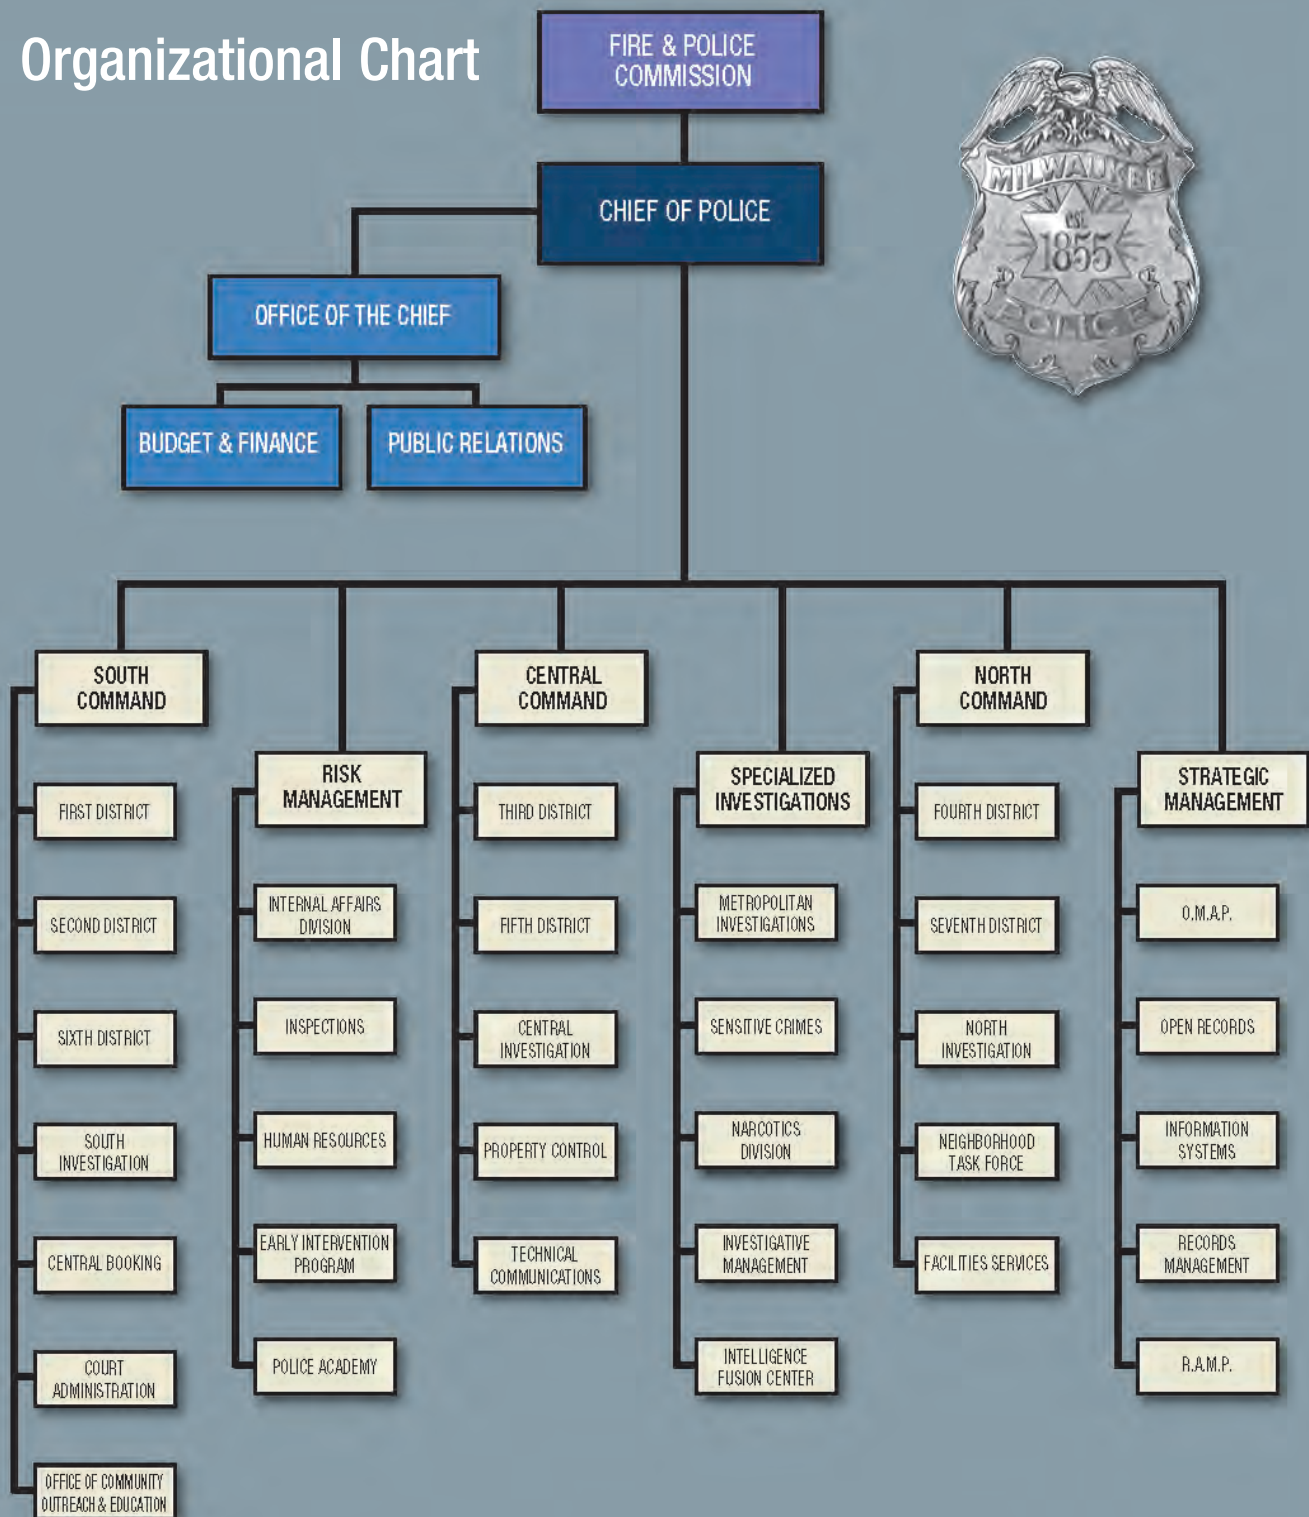 Organizational Chart
FIRE & POLICE
COMMISSION
MILWAUKEE
EST.
1855
POLICE
CHIEF OF POLICE
OFFICE OF THE CHIEF
BUDGET & FINANCE
PUBLIC RELATIONS
SOUTH
COMMAND
FIRST DISTRICT
SECOND DISTRICT
SIXTH DISTRICT
SOUTH
INVESTIGATION
CENTRAL BOOKING
COURT
ADMINISTRATION
OFFICE OF COMMUNITY
OUTREACH & EDUCATION
RISK
MANAGEMENT
INTERNAL AFFAIRS
DIVISION
INSPECTIONS
HUMAN RESOURCES
EARLY INTERVENTION
PROGRAM
POLICE ACADEMY
CENTRAL
COMMAND
THIRD DISTRICT
FIFTH DISTRICT
CENTRAL
INVESTIGATION
PROPERTY CONTROL
TECHNICAL
COMMUNICATIONS
SPECIALIZED
INVESTIGATIONS
METROPOLITAN
INVESTIGATIONS
SENSITIVE CRIMES
NARCOTICS
DIVISION
INVESTIGATIVE
MANAGEMENT
INTELLIGENCE
FUSION CENTER
NORTH
COMMAND
FOURTH DISTRICT
SEVENTH DISTRICT
NORTH
INVESTIGATION
NEIGHBORHOOD
TASK FORCE
FACILITIES SERVICES
STRATEGIC
MANAGEMENT
O.M.A.P.
OPEN RECORDS
INFORMATION
SYSTEMS
RECORDS
MANAGEMENT
R.A.M.P.